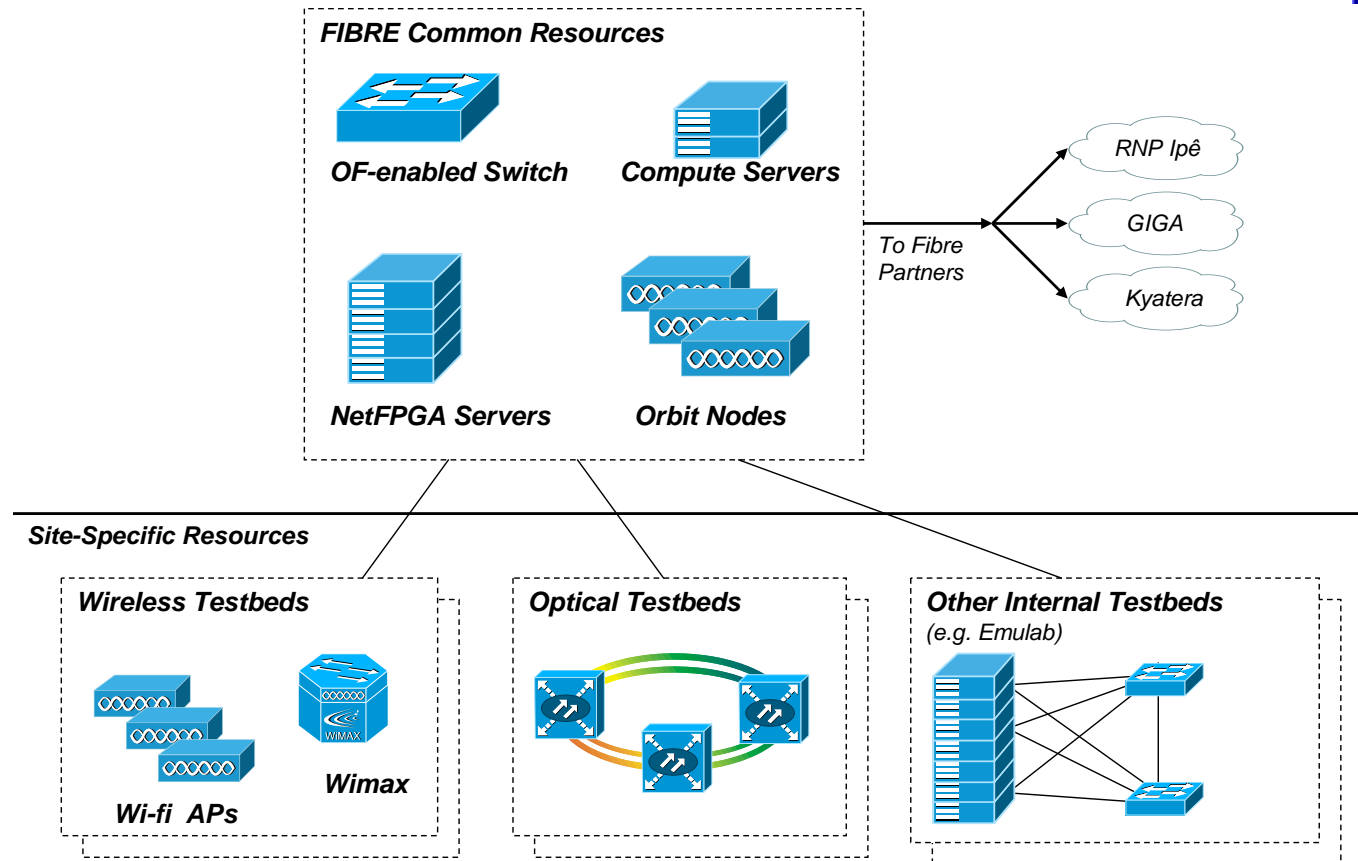 FIBRE Common Resources
OF-enabled Switch
Compute Servers
NetFPGA Servers
Orbit Nodes
To Fibre
Partners
RNP Ipê
GIGA
Kyatera
Site-Specific Resources
Wireless Testbeds
WiMAX
Wimax
Wi-fi APs
Optical Testbeds
Other Internal Testbeds
(e.g. Emulab)